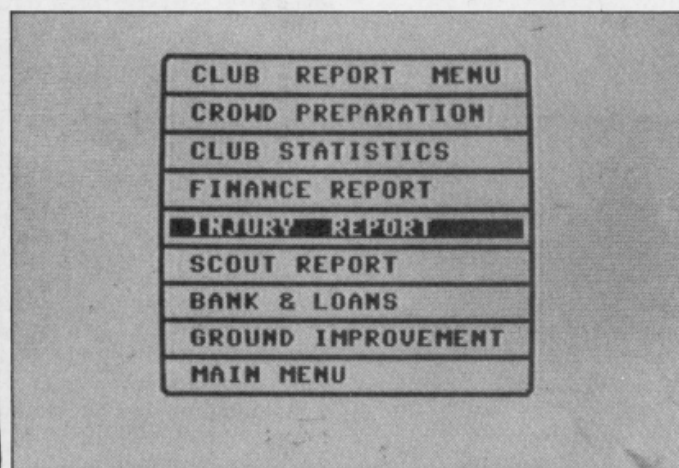 CLUB REPORT MENU
CROWD PREPARATION
CLUB STATISTICS
FINANCE REPORT
INJURY REPORT
SCOUT REPORT
BANK & LOANS
GROUND IMPROVEMENT
MAIN MENU